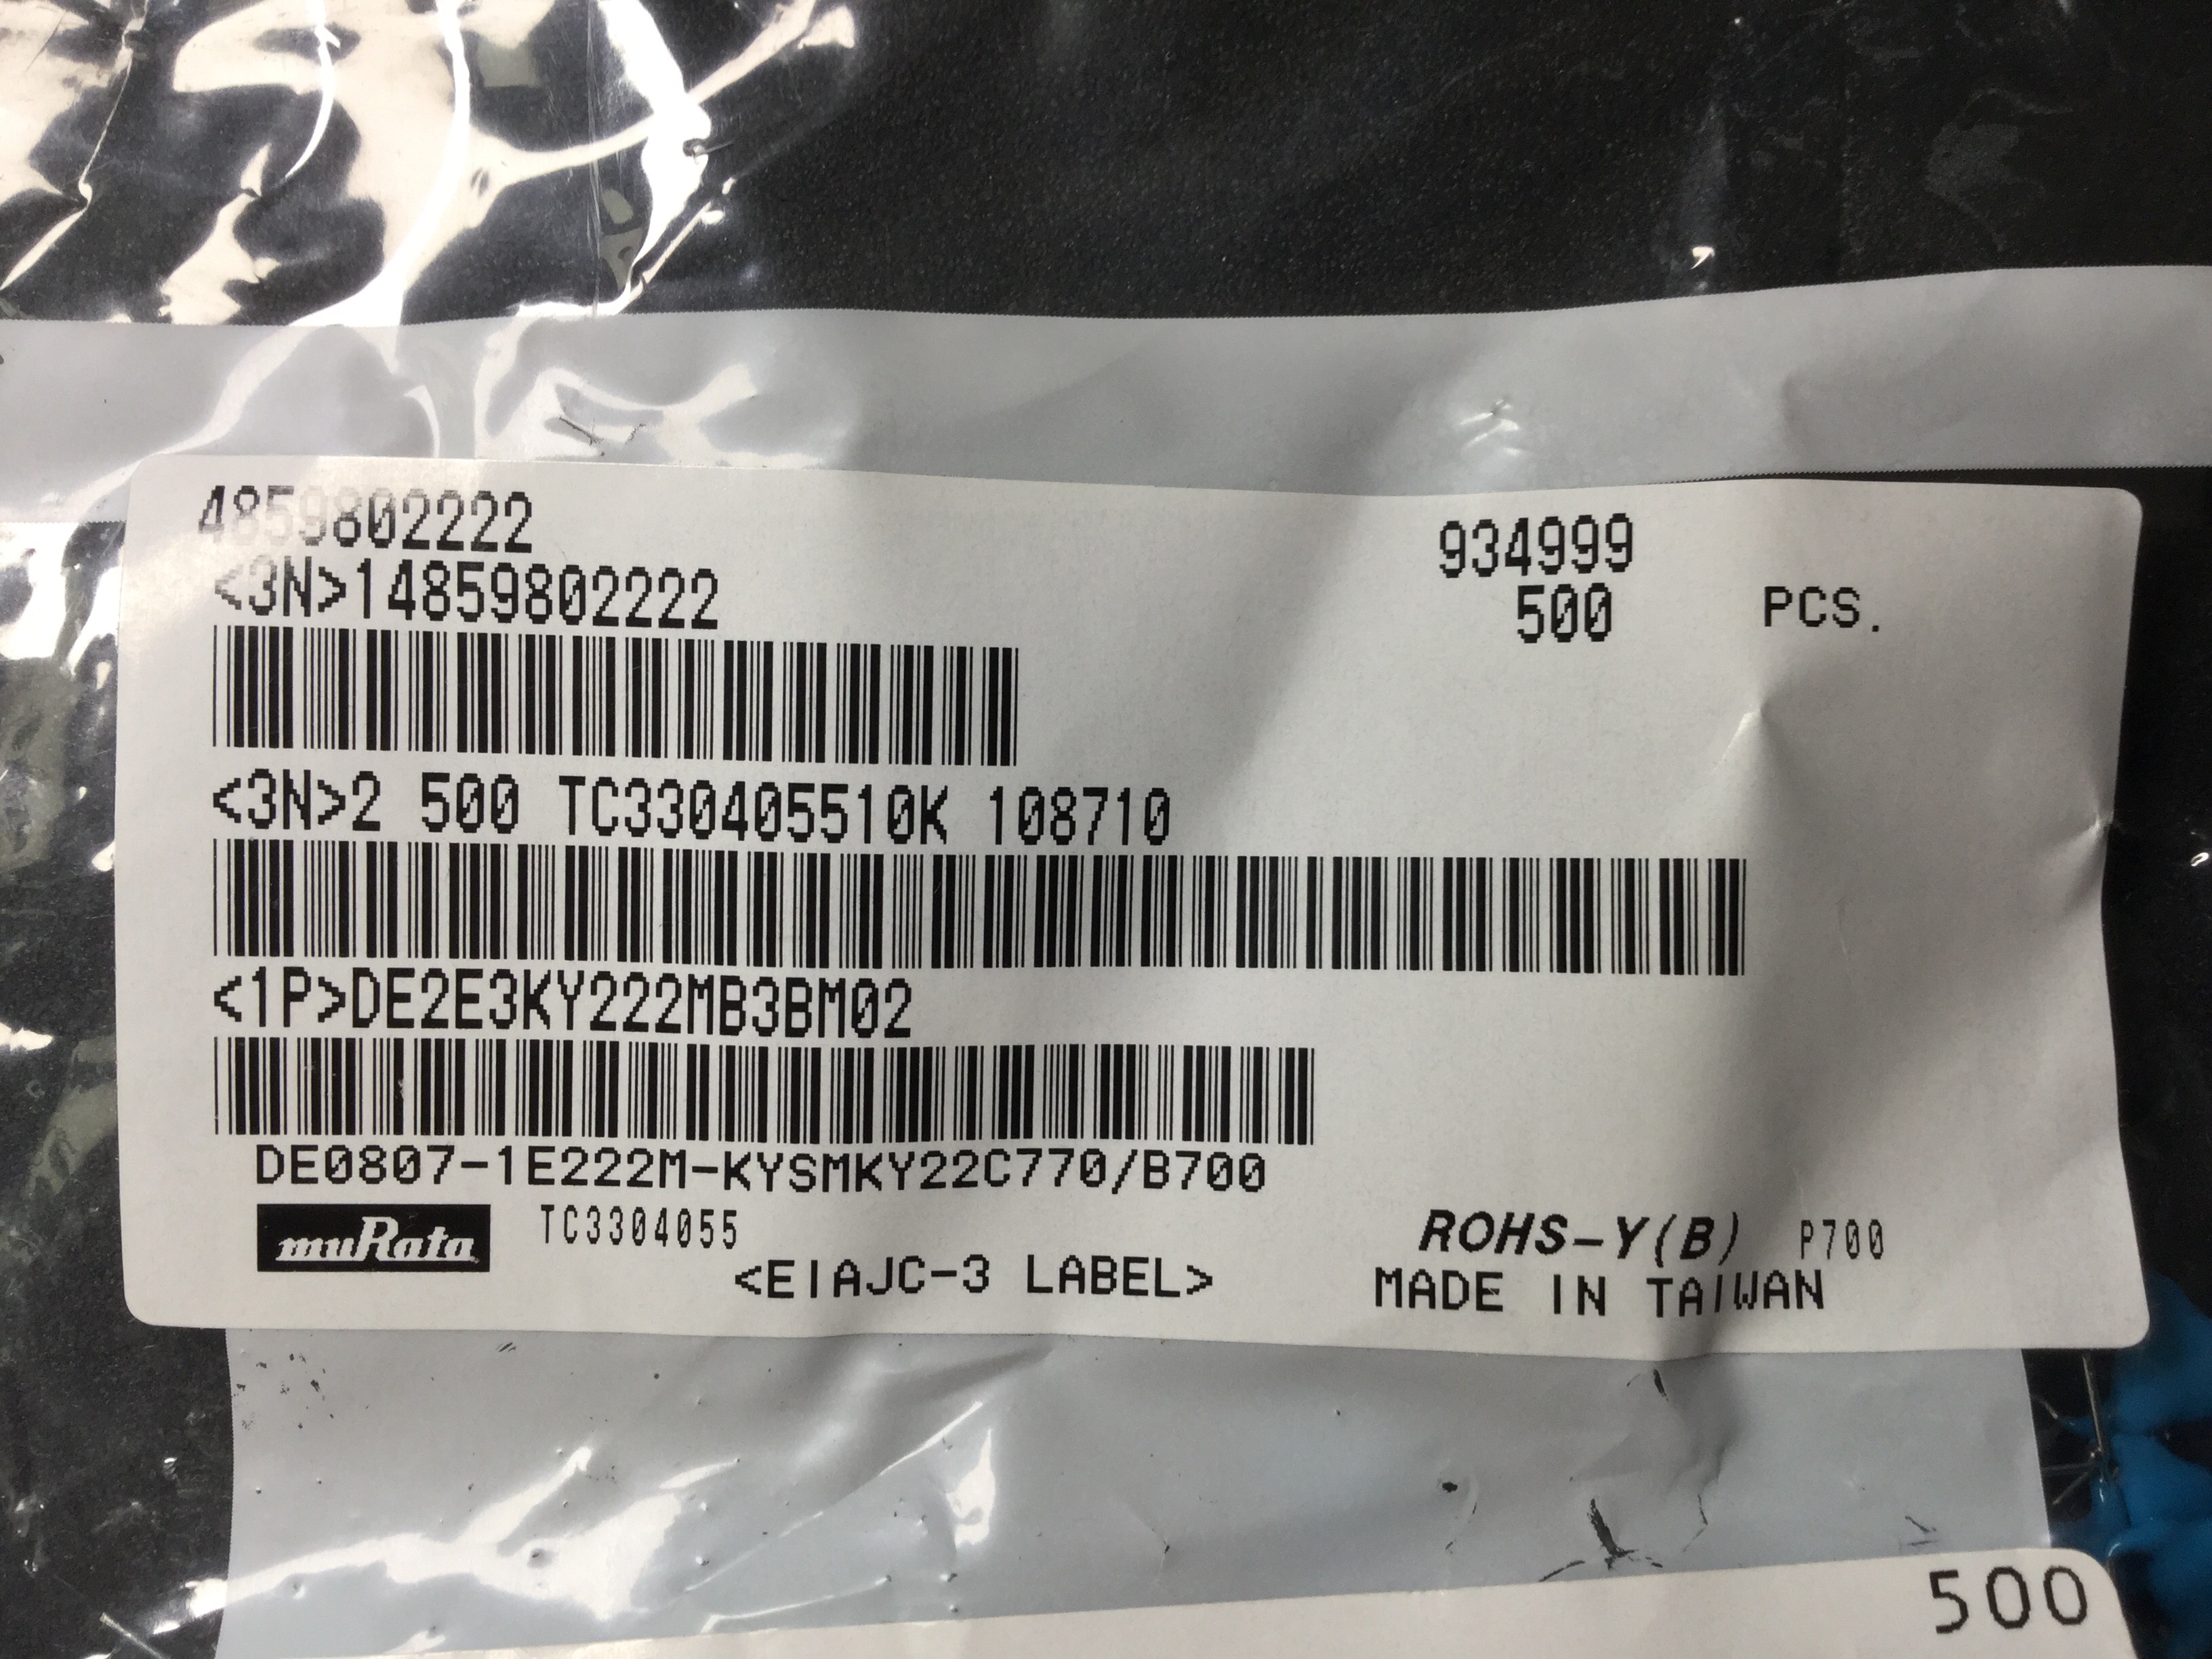 4859802222 934999
<3N>14859802222 500 PCS.
<3N>2 500 TC330405510K 108710
<1P>DE2E3KY222MB3BM02
DE0807-1E222M-KYSMKY22C770/B700
muRata TC3304055 ROHS-Y(B) P700
<EIAJC-3 LABEL> MADE IN TAIWAN
500